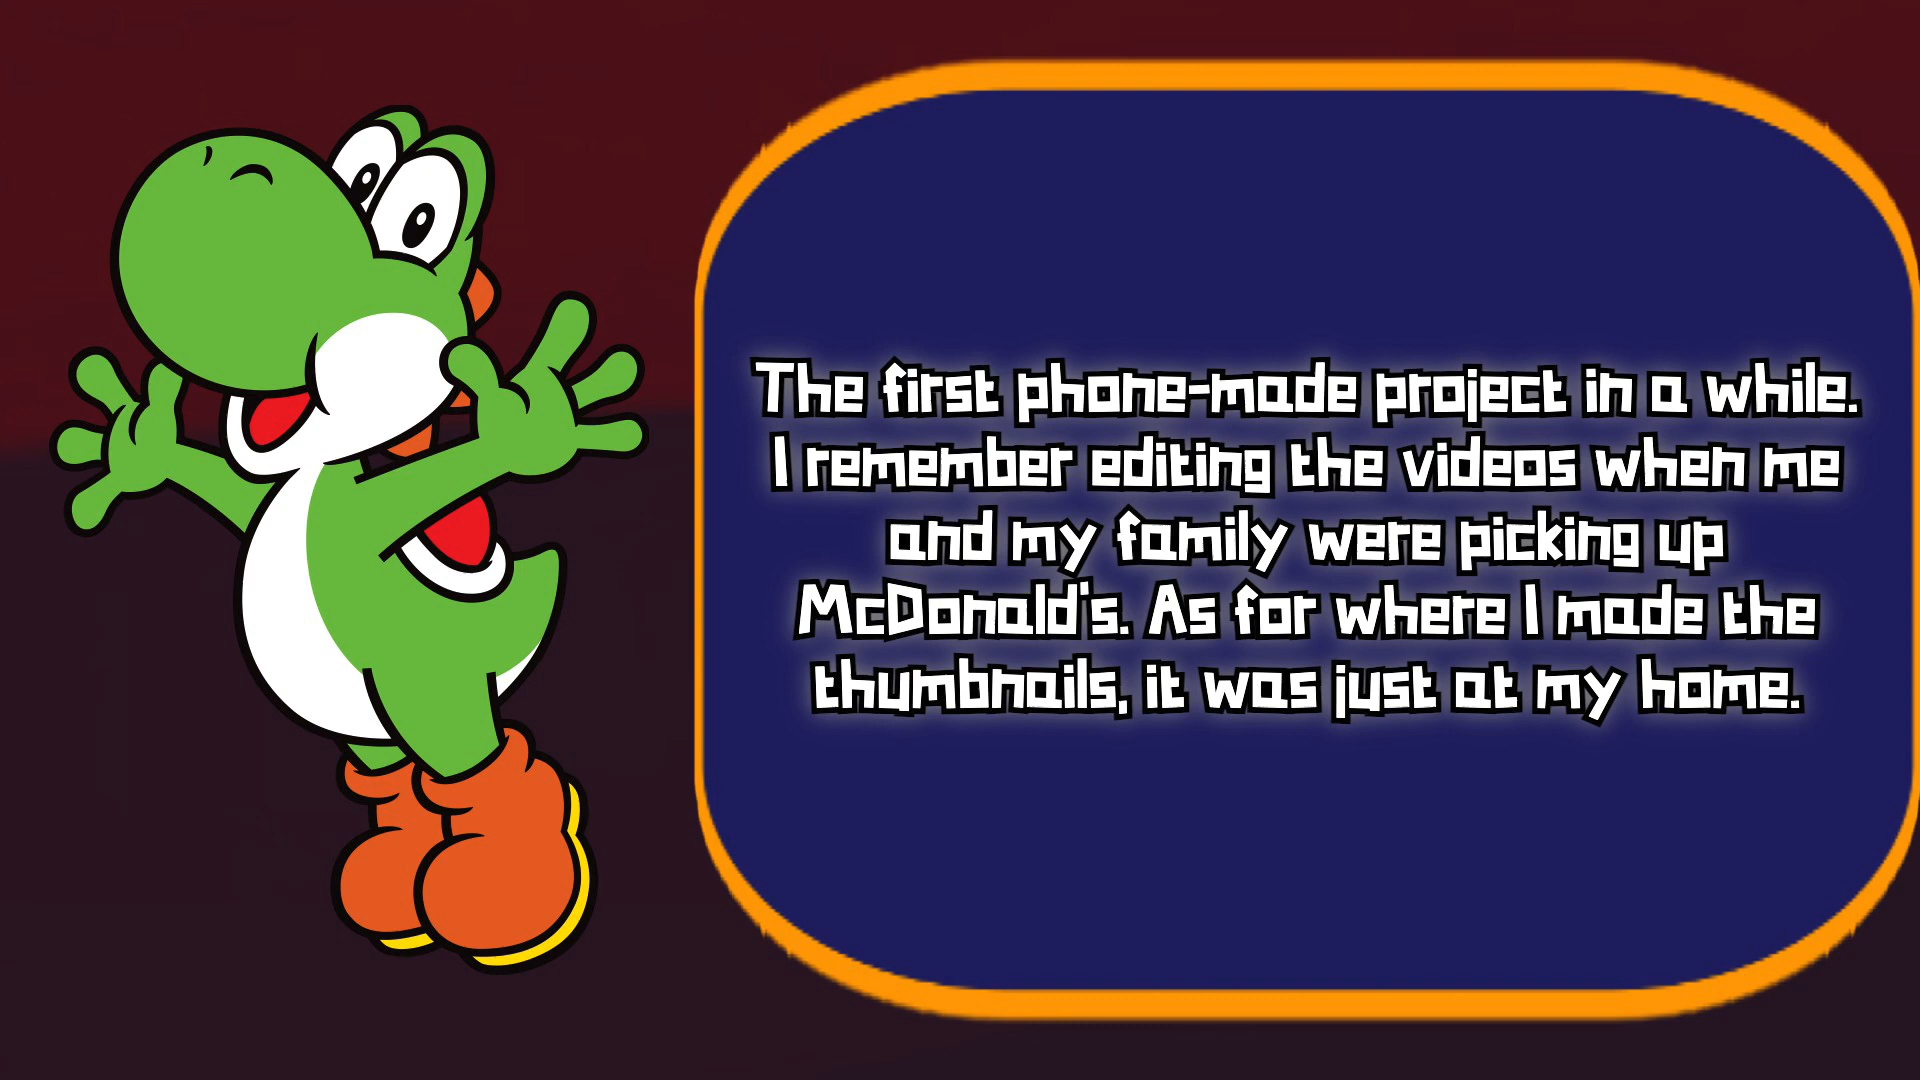 The first phone-made project in a while.
I remember editing the videos when me
and my family were picking up
McDonald's. As for where I made the
thumbnails, it was just at my home.